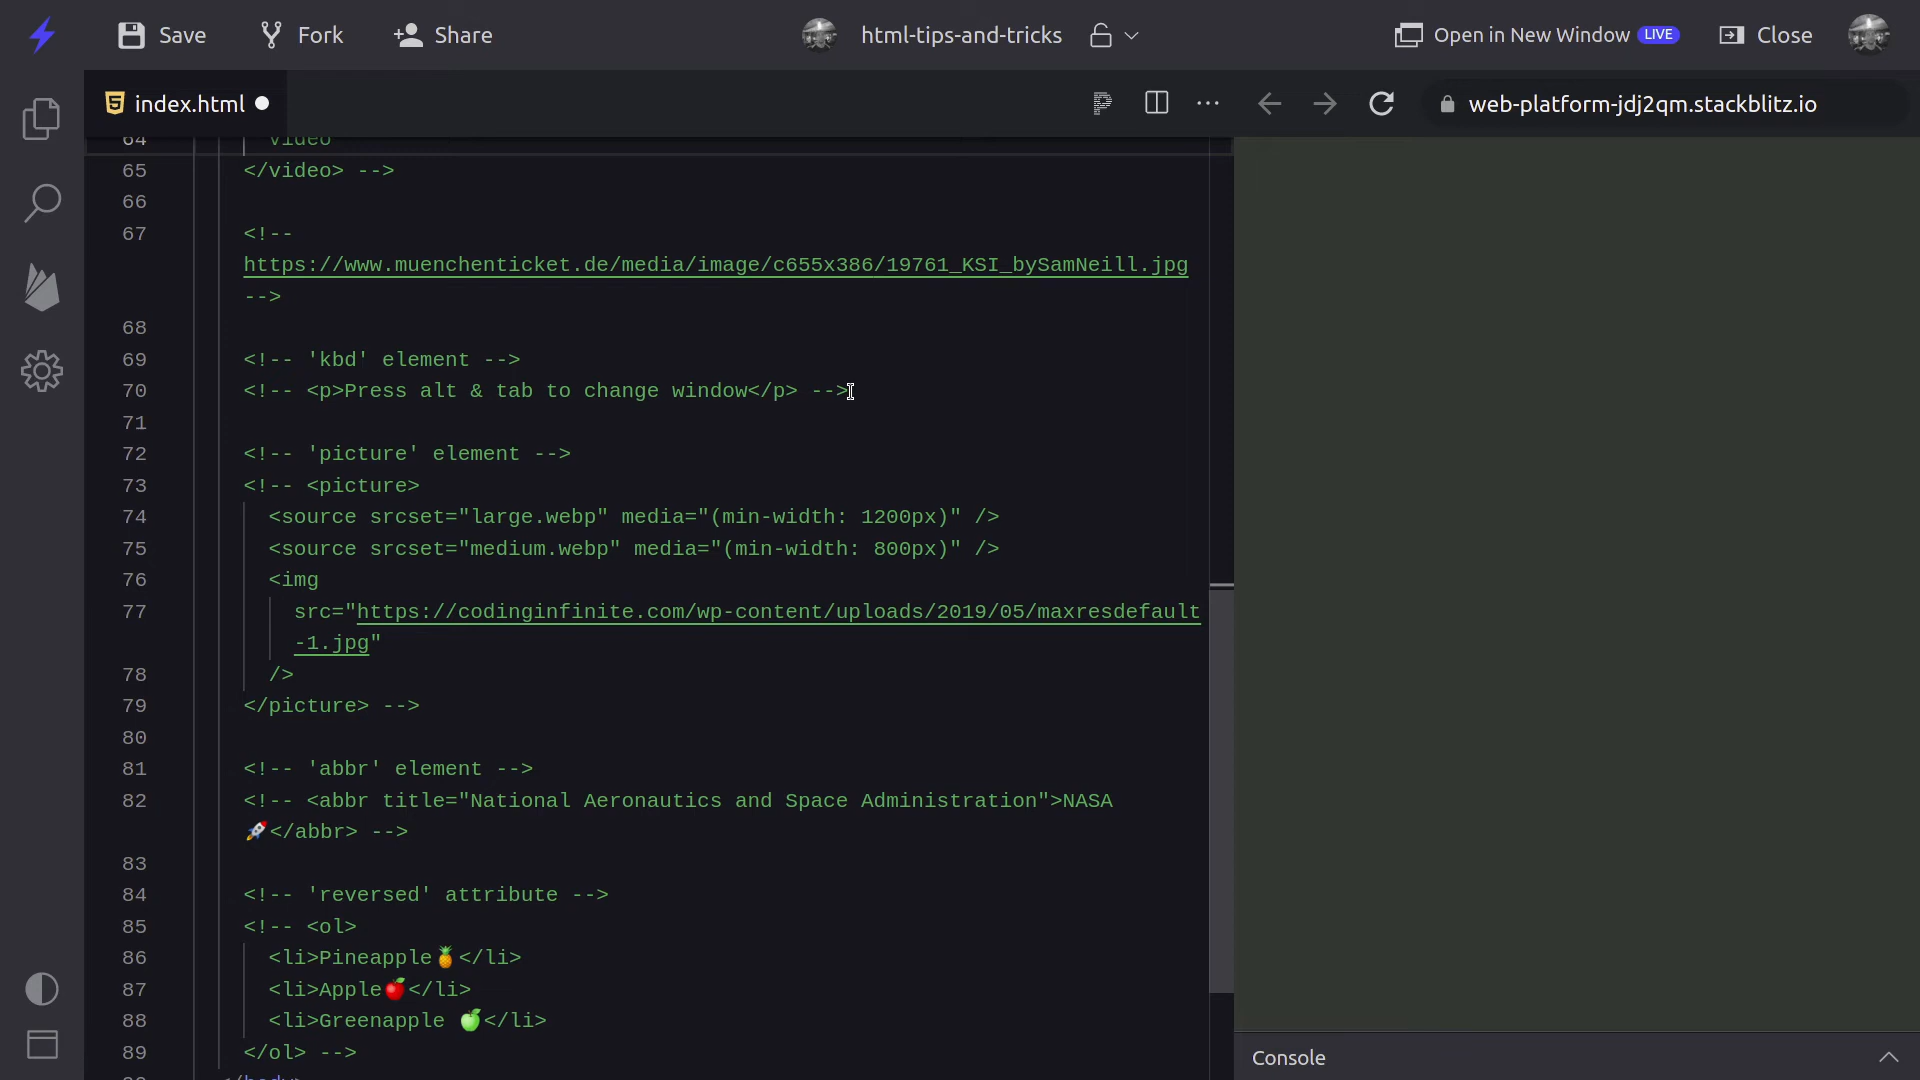 Save Fork Share html-tips-and-tricks Open in New Window LIVE Close
index.html web-platform-jdj2qm.stackblitz.io
64 video
65 </video> -->
66
67 <!--
https://www.muenchenticket.de/media/image/c655x386/19761_KSI_bySamNeill.jpg
-->
68
69 <!-- 'kbd' element -->
70 <!-- <p>Press alt & tab to change window</p> -->
71
72 <!-- 'picture' element -->
73 <!-- <picture>
74 <source srcset="large.webp" media="(min-width: 1200px)" />
75 <source srcset="medium.webp" media="(min-width: 800px)" />
76 <img
77 src="https://codinginfinite.com/wp-content/uploads/2019/05/maxresdefault
-1.jpg"
78 />
79 </picture> -->
80
81 <!-- 'abbr' element -->
82 <!-- <abbr title="National Aeronautics and Space Administration">NASA
🚀</abbr> -->
83
84 <!-- 'reversed' attribute -->
85 <!-- <ol>
86 <li>Pineapple🍍</li>
87 <li>Apple🍎</li>
88 <li>Greenapple 🍏</li>
89 </ol> -->
</body>
Console